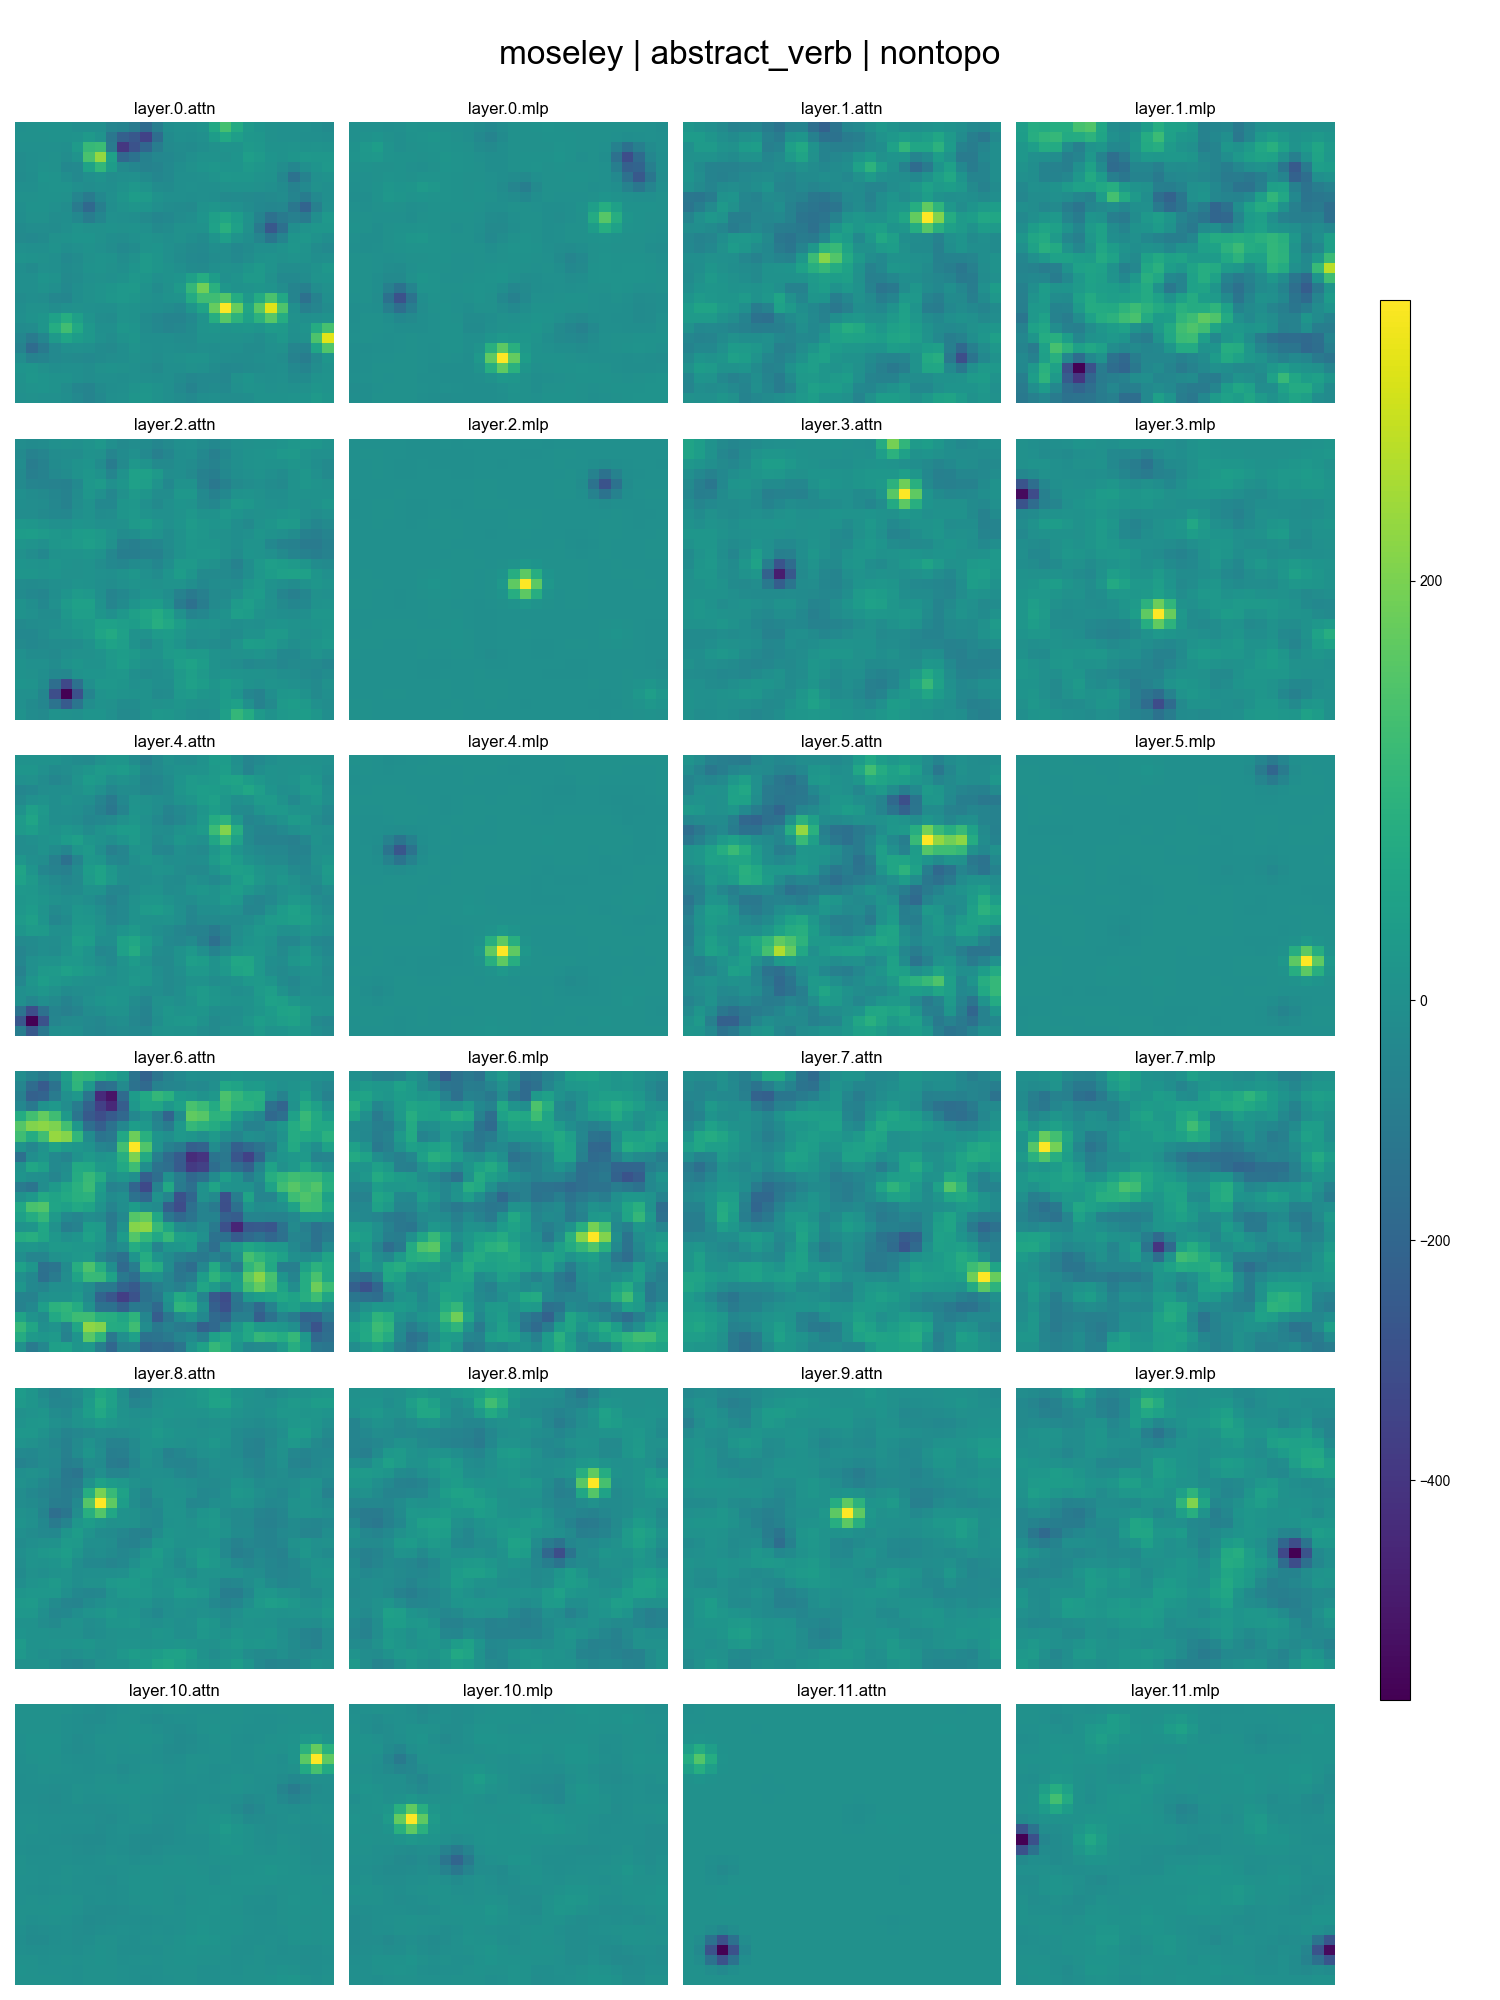 moseley | abstract_verb | nontopo
layer.0.attn
layer.0.mlp
layer.1.attn
layer.1.mlp
layer.2.attn
layer.2.mlp
layer.3.attn
layer.3.mlp
layer.4.attn
layer.4.mlp
layer.5.attn
layer.5.mlp
layer.6.attn
layer.6.mlp
layer.7.attn
layer.7.mlp
layer.8.attn
layer.8.mlp
layer.9.attn
layer.9.mlp
layer.10.attn
layer.10.mlp
layer.11.attn
layer.11.mlp
200
0
−200
−400